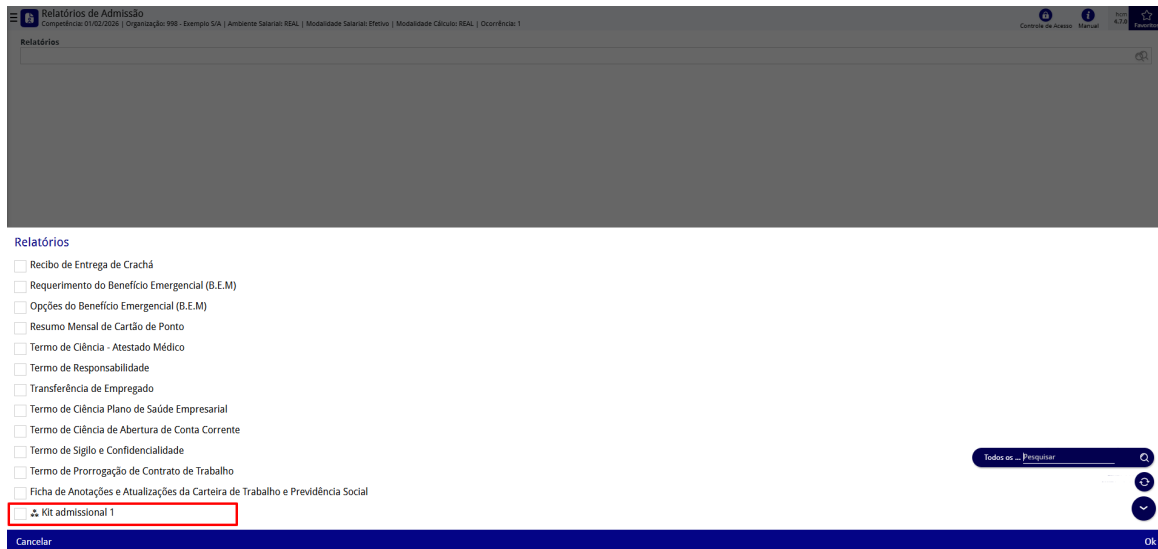 Relatórios de Admissão
Competência: 01/02/2026 | Organização: 998 - Exemplo S/A | Ambiente Salarial: REAL | Modalidade Salarial: Efetivo | Modalidade Cálculo: REAL | Ocorrência: 1
Controle de Acesso
Manual
hcm
4.7.0
Favoritos
Relatórios
Relatórios
Recibo de Entrega de Crachá
Requerimento do Benefício Emergencial (B.E.M)
Opções do Benefício Emergencial (B.E.M)
Resumo Mensal de Cartão de Ponto
Termo de Ciência - Atestado Médico
Termo de Responsabilidade
Transferência de Empregado
Termo de Ciência Plano de Saúde Empresarial
Termo de Ciência de Abertura de Conta Corrente
Termo de Sigilo e Confidencialidade
Todos os ... Pesquisar
Termo de Prorrogação de Contrato de Trabalho
Ficha de Anotações e Atualizações da Carteira de Trabalho e Previdência Social
Kit admissional 1
Cancelar
Ok